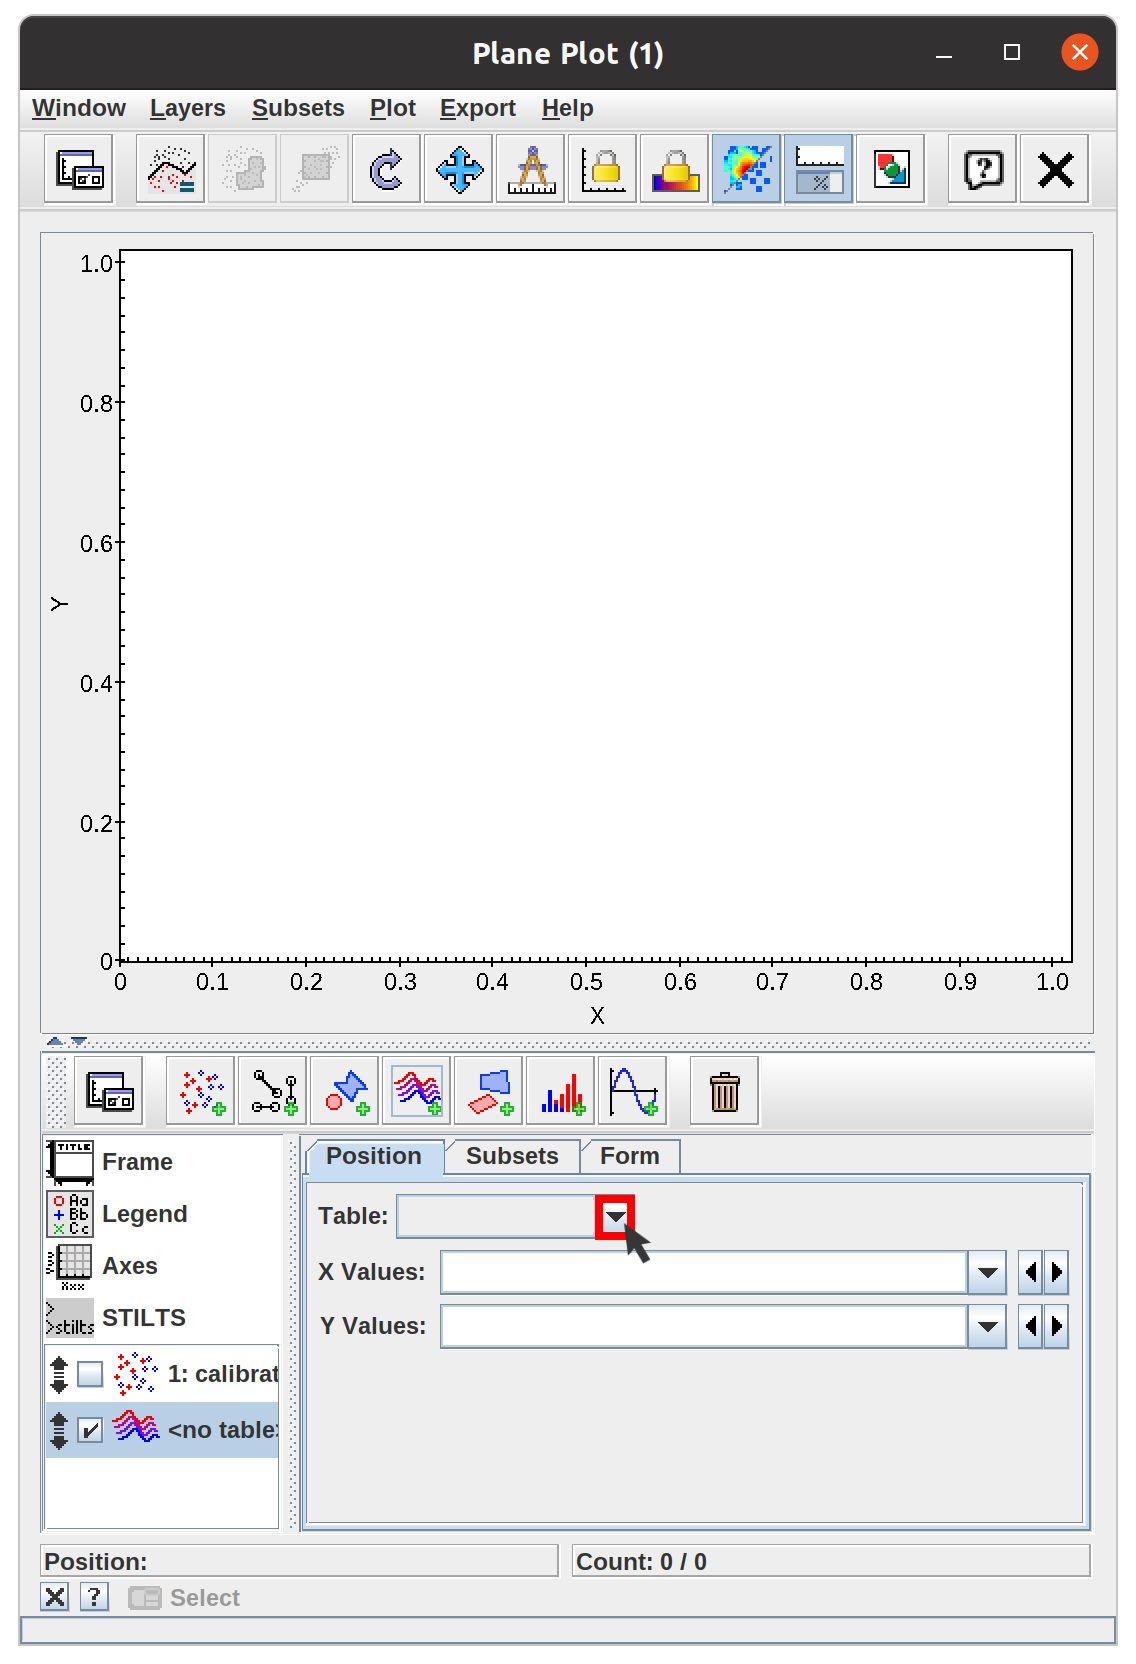 Plane Plot (1)
Window Layers Subsets Plot Export Help
1.0
0.8
0.6
Y
0.4
0.2
0
0 0.1 0.2 0.3 0.4 0.5 0.6 0.7 0.8 0.9 1.0
X
Position Subsets Form
TITLE Frame
Table:
Aa
Bb
Cc
Legend
X Values:
Axes
Xxx
>stilts STILTS
Y Values:
1: calibrat
<no table>
Position:
Count: 0 / 0
Select